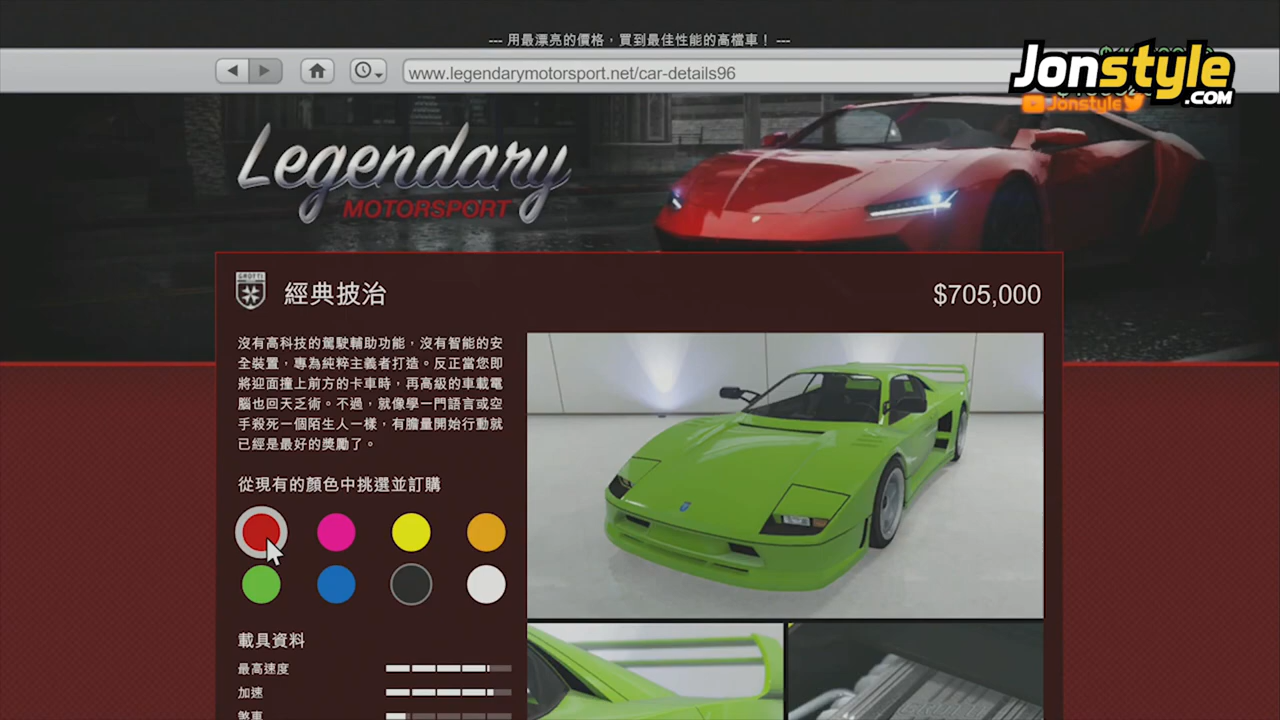 --- 用最漂亮的價格，買到最佳性能的高檔車！ ---
www.legendarymotorsport.net/car-details96
Jonstyle
.COM
Jonstyle
Legendary
MOTORSPORT
GROTTI
經典披治
$705,000
沒有高科技的駕駛輔助功能，沒有智能的安
全裝置，專為純粹主義者打造。反正當您即
將迎面撞上前方的卡車時，再高級的車載電
腦也回天乏術。不過，就像學一門語言或空
手殺死一個陌生人一樣，有膽量開始行動就
已經是最好的獎勵了。
從現有的顏色中挑選並訂購
載具資料
最高速度
加速
煞車